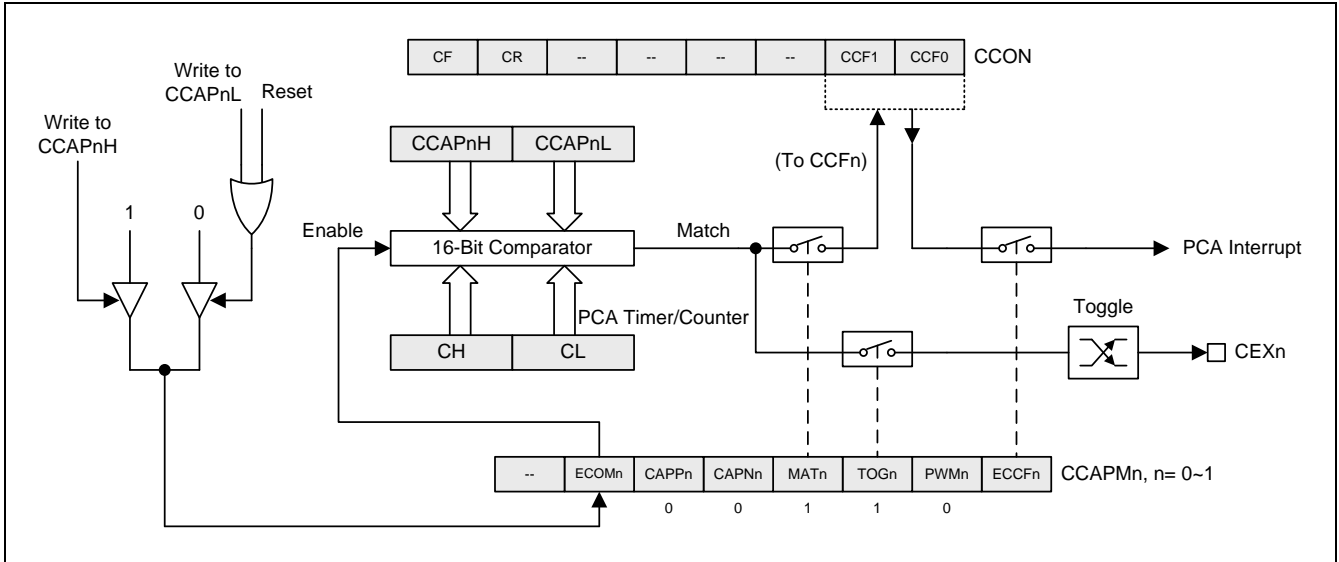 CF CR -- -- -- -- CCF1 CCF0 CCON
Write to
CCAPnL
Reset
Write to
CCAPnH
CCAPnH CCAPnL
(To CCFn)
1 0
Enable
16-Bit Comparator
Match
PCA Interrupt
PCA Timer/Counter
Toggle
CH CL
CEXn
-- ECOMn CAPPn CAPNn MATn TOGn PWMn ECCFn CCAPMn, n= 0~1
0 0 1 1 0